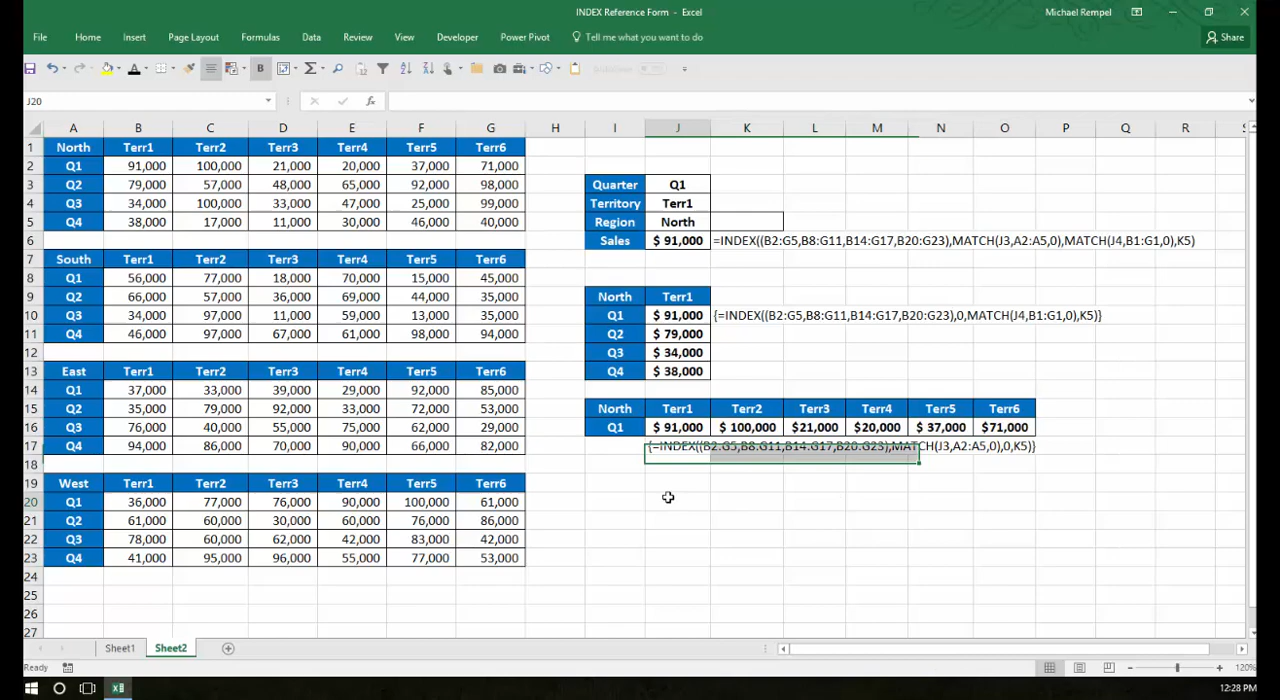 INDEX Reference Form - Excel
Michael Rempel
File Home Insert Page Layout Formulas Data Review View Developer Power Pivot Tell me what you want to do Share
J20
A B C D E F G H I J K L M N O P Q R S
1 North Terr1 Terr2 Terr3 Terr4 Terr5 Terr6
2 Q1 91,000 100,000 21,000 20,000 37,000 71,000
3 Q2 79,000 57,000 48,000 65,000 92,000 98,000 Quarter Q1
4 Q3 34,000 100,000 33,000 47,000 25,000 99,000 Territory Terr1
5 Q4 38,000 17,000 11,000 30,000 46,000 40,000 Region North
6 Sales $ 91,000 =INDEX((B2:G5,B8:G11,B14:G17,B20:G23),MATCH(J3,A2:A5,0),MATCH(J4,B1:G1,0),K5)
7 South Terr1 Terr2 Terr3 Terr4 Terr5 Terr6
8 Q1 56,000 77,000 18,000 70,000 15,000 45,000
9 Q2 66,000 57,000 36,000 69,000 44,000 35,000 North Terr1
10 Q3 34,000 97,000 11,000 59,000 13,000 35,000 Q1 $ 91,000 {=INDEX((B2:G5,B8:G11,B14:G17,B20:G23),0,MATCH(J4,B1:G1,0),K5)}
11 Q4 46,000 97,000 67,000 61,000 98,000 94,000 Q2 $ 79,000
12 Q3 $ 34,000
13 East Terr1 Terr2 Terr3 Terr4 Terr5 Terr6 Q4 $ 38,000
14 Q1 37,000 33,000 39,000 29,000 92,000 85,000
15 Q2 35,000 79,000 92,000 33,000 72,000 53,000 North Terr1 Terr2 Terr3 Terr4 Terr5 Terr6
16 Q3 76,000 40,000 33,000 62,000 29,000 34,000 Q1 $ 91,000 $ 100,000 $21,000 $20,000 $ 37,000 $71,000
17 Q4 94,000 86,000 70,000 90,000 66,000 82,000 {=INDEX((B2:G5,B8:G11,B14:G17,B20:G23),MATCH(J3,A2:A5,0),0,K5)}
18
19 West Terr1 Terr2 Terr3 Terr4 Terr5 Terr6
20 Q1 36,000 77,000 76,000 90,000 100,000 61,000
21 Q2 61,000 60,000 30,000 60,000 76,000 86,000
22 Q3 78,000 60,000 62,000 42,000 83,000 42,000
23 Q4 41,000 95,000 96,000 55,000 77,000 53,000
24
25
26
27
Sheet1 Sheet2
Ready 120%
12:28 PM